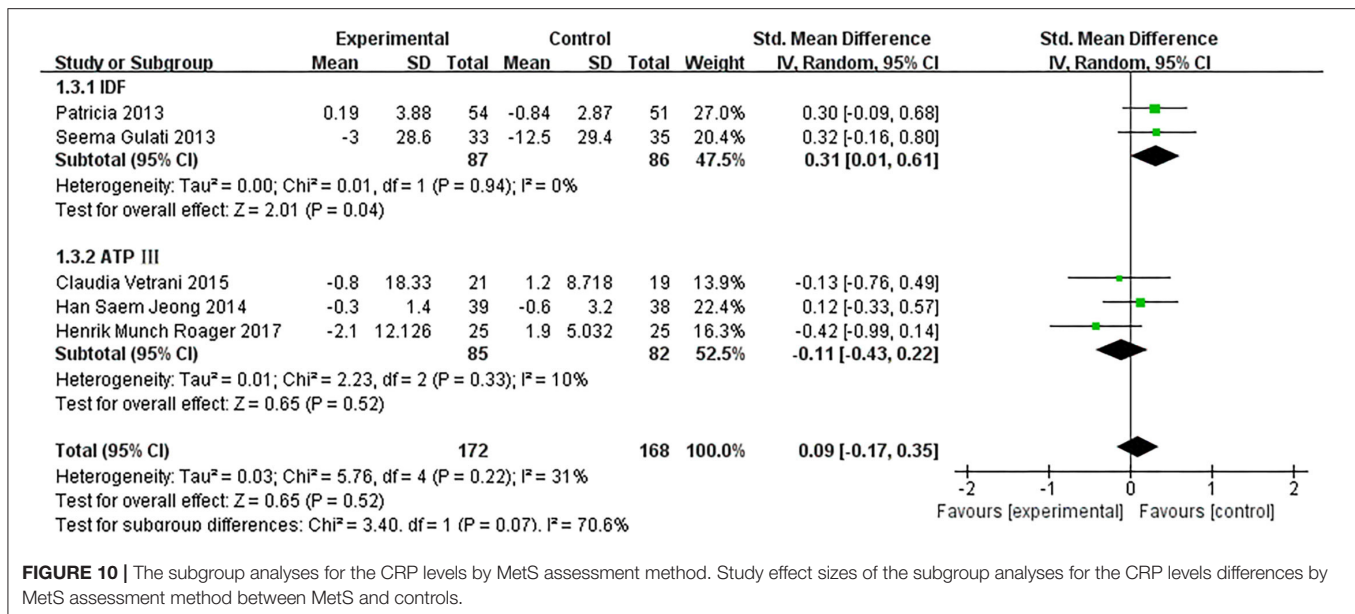 Experimental Control Std. Mean Difference Std. Mean Difference
Study or Subgroup Mean SD Total Mean SD Total Weight IV, Random, 95% CI IV, Random, 95% CI
1.3.1 IDF
Patricia 2013 0.19 3.88 54 -0.84 2.87 51 27.0% 0.30 [-0.09, 0.68]
Seema Gulati 2013 -3 28.6 33 -12.5 29.4 35 20.4% 0.32 [-0.16, 0.80]
Subtotal (95% CI) 87 86 47.5% 0.31 [0.01, 0.61]
Heterogeneity: Tau² = 0.00; Chi² = 0.01, df = 1 (P = 0.94); I² = 0%
Test for overall effect: Z = 2.01 (P = 0.04)
1.3.2 ATP III
Claudia Vetrani 2015 -0.8 18.33 21 1.2 8.718 19 13.9% -0.13 [-0.76, 0.49]
Han Saem Jeong 2014 -0.3 1.4 39 -0.6 3.2 38 22.4% 0.12 [-0.33, 0.57]
Henrik Munch Roager 2017 -2.1 12.126 25 1.9 5.032 25 16.3% -0.42 [-0.99, 0.14]
Subtotal (95% CI) 85 82 52.5% -0.11 [-0.43, 0.22]
Heterogeneity: Tau² = 0.01; Chi² = 2.23, df = 2 (P = 0.33); I² = 10%
Test for overall effect: Z = 0.65 (P = 0.52)
Total (95% CI) 172 168 100.0% 0.09 [-0.17, 0.35]
Heterogeneity: Tau² = 0.03; Chi² = 5.76, df = 4 (P = 0.22); I² = 31%
Test for overall effect: Z = 0.65 (P = 0.52)
Test for subgroup differences: Chi² = 3.40, df = 1 (P = 0.07), I² = 70.6%
-2 -1 0 1 2
Favours [experimental] Favours [control]
FIGURE 10 | The subgroup analyses for the CRP levels by MetS assessment method. Study effect sizes of the subgroup analyses for the CRP levels differences by
MetS assessment method between MetS and controls.